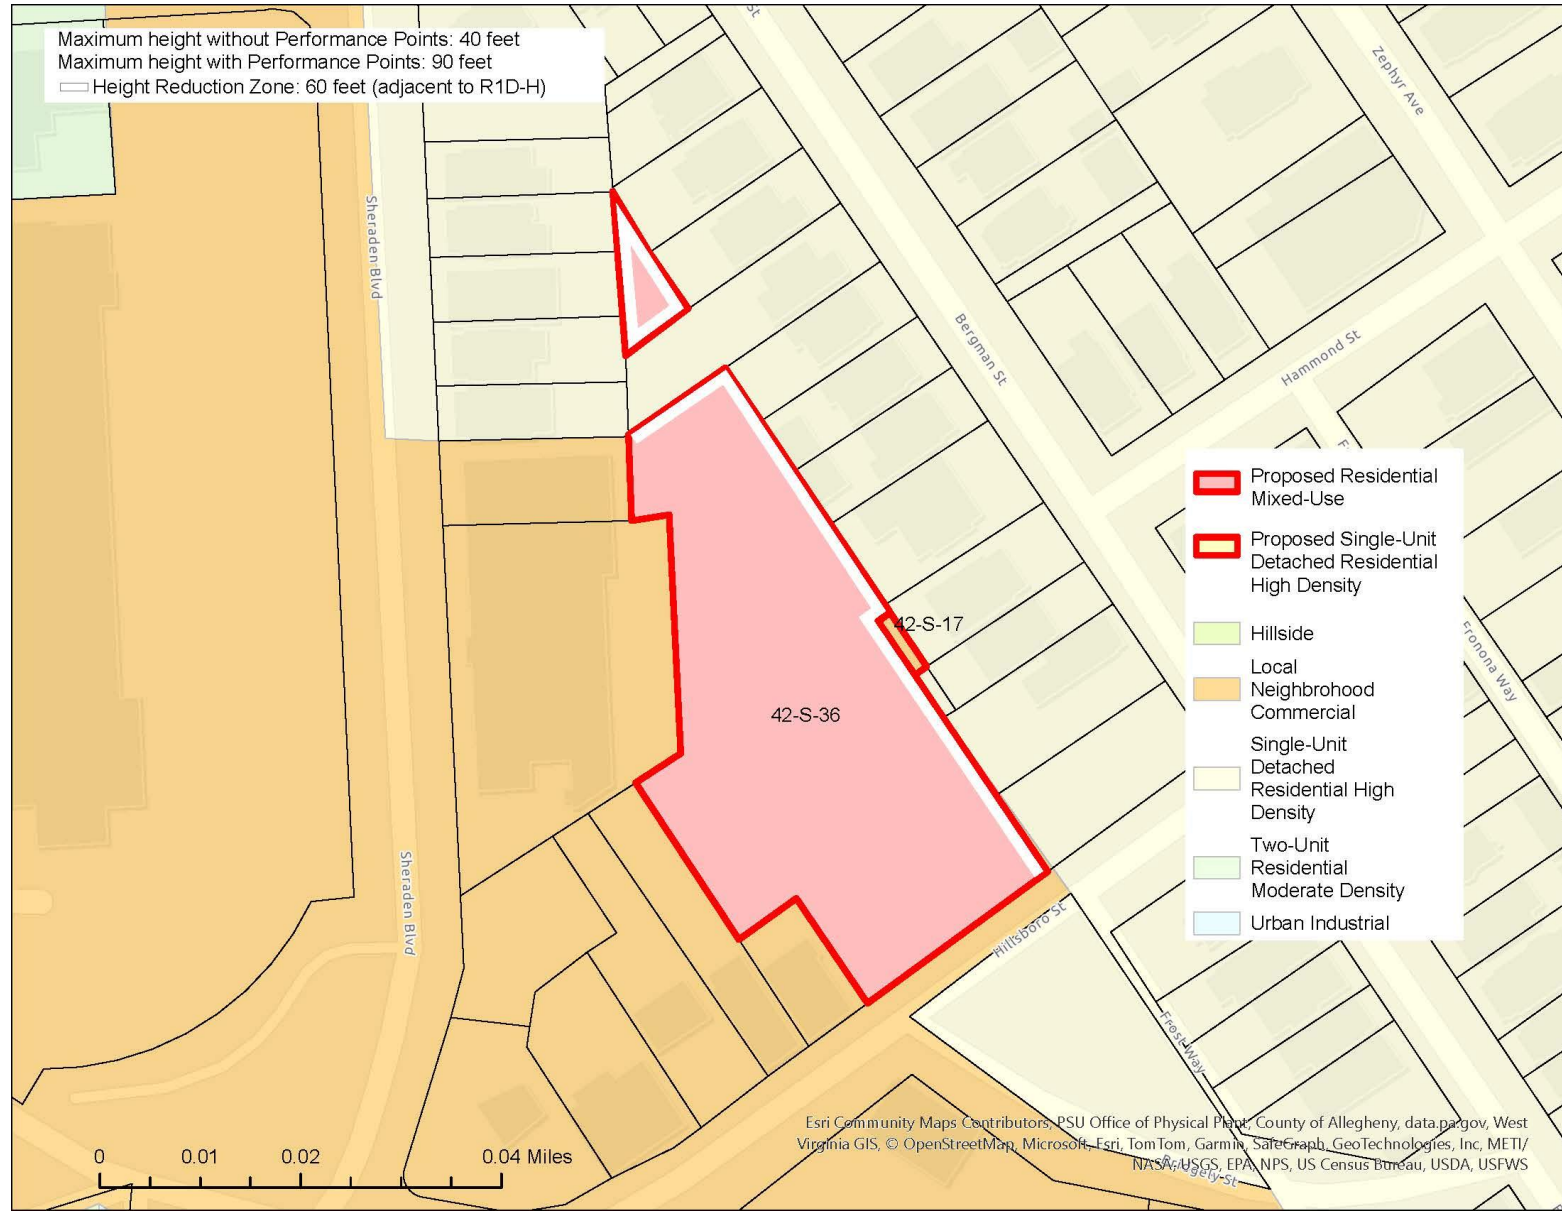 Maximum height without Performance Points: 40 feet
Maximum height with Performance Points: 90 feet
Height Reduction Zone: 60 feet (adjacent to R1D-H)
St
Zephyr Ave
Sheraden Blvd
Bergman St
Hammond St
Proposed Residential
Mixed-Use
Proposed Single-Unit
Detached Residential
High Density
Hillside
Local
Neighbrohood
Commercial
Single-Unit
Detached
Residential High
Density
Two-Unit
Residential
Moderate Density
Urban Industrial
Fronona Way
42-S-17
42-S-36
Sheraden Blvd
Hillsboro St
Frost Way
Esri Community Maps Contributors, PSU Office of Physical Plant, County of Allegheny, data.pa.gov, West
Virginia GIS, © OpenStreetMap, Microsoft, Esri, TomTom, Garmin, SafeGraph, GeoTechnologies, Inc, METI/
NASA, USGS, EPA, NPS, US Census Bureau, USDA, USFWS
0 0.01 0.02 0.04 Miles